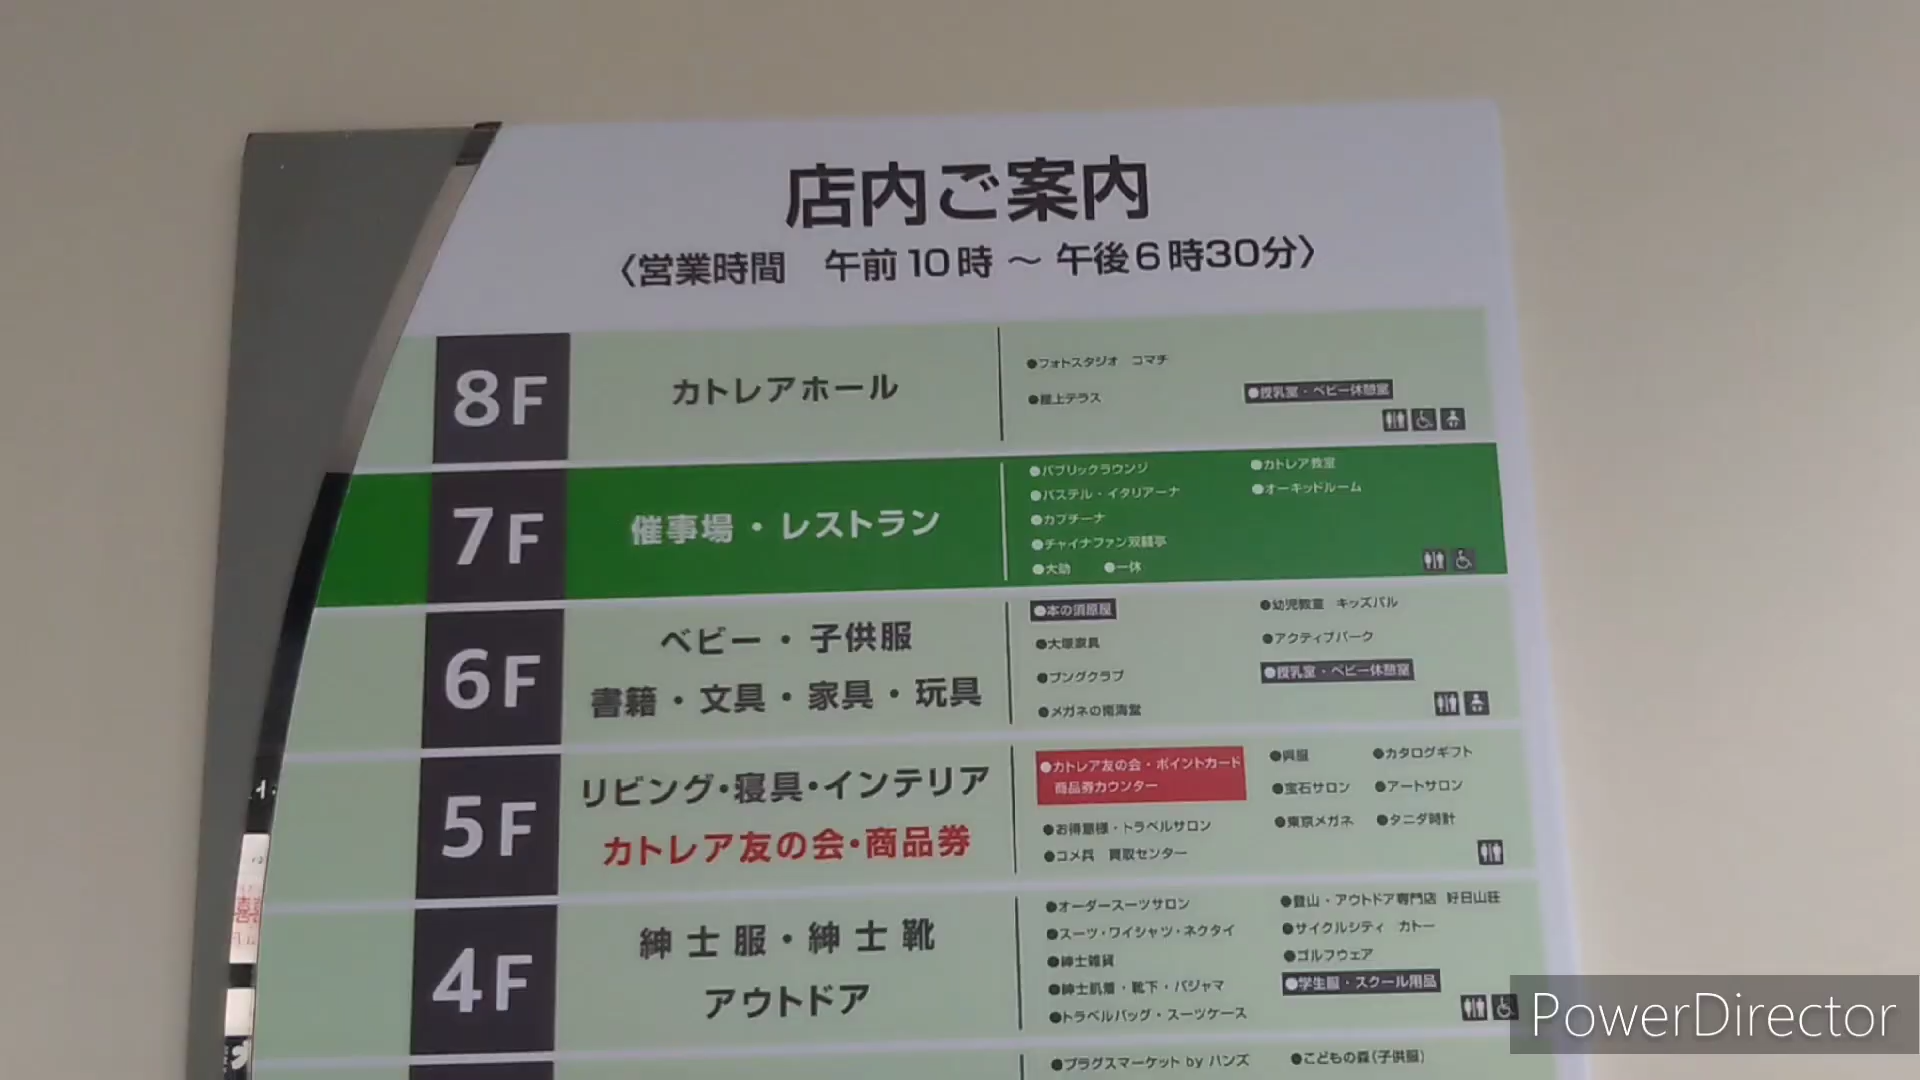 店内ご案内
〈営業時間 午前10時 ～ 午後6時30分〉
8F
カトレアホール
●フォトスタジオ コマチ
●屋上テラス
●授乳室・ベビー休憩室
7F
催事場・レストラン
●パブリックラウンジ
●パステル・イタリアーナ
●カプチーナ
●チャイナファン双囍亭
●大助 ●一休
●カトレア教室
●オーキッドルーム
6F
ベビー・子供服
書籍・文具・家具・玩具
●本の須原屋
●大塚家具
●ブングクラブ
●メガネの南海堂
●幼児教室 キッズパル
●アクティブパーク
●授乳室・ベビー休憩室
5F
リビング・寝具・インテリア
カトレア友の会・商品券
●カトレア友の会・ポイントカード
商品券カウンター
●お得意様・トラベルサロン
●コメ兵 買取センター
●呉服
●カタログギフト
●宝石サロン
●アートサロン
●東京メガネ
●タニダ時計
4F
紳士服・紳士靴
アウトドア
●オーダースーツサロン
●スーツ・ワイシャツ・ネクタイ
●紳士雑貨
●紳士肌着・靴下・パジャマ
●トラベルバッグ・スーツケース
●登山・アウトドア専門店 好日山荘
●サイクルシティ カトー
●ゴルフウェア
●学生服・スクール用品
●プラグスマーケット by ハンズ
●こどもの森(子供服)
PowerDirector